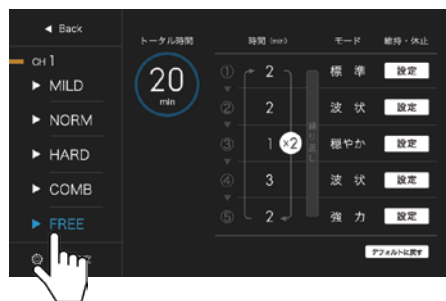 ◀ Back
CH 1
▶ MILD
▶ NORM
▶ HARD
▶ COMB
▶ FREE
トータル時間
20
min
時間 (min)
モード
維持・休止
① 2 標 準 設定
② 2 波 状 設定
③ 1 ×2 穏やか 設定
④ 3 波 状 設定
⑤ 2 強 力 設定
繰り返し
デフォルトに戻す